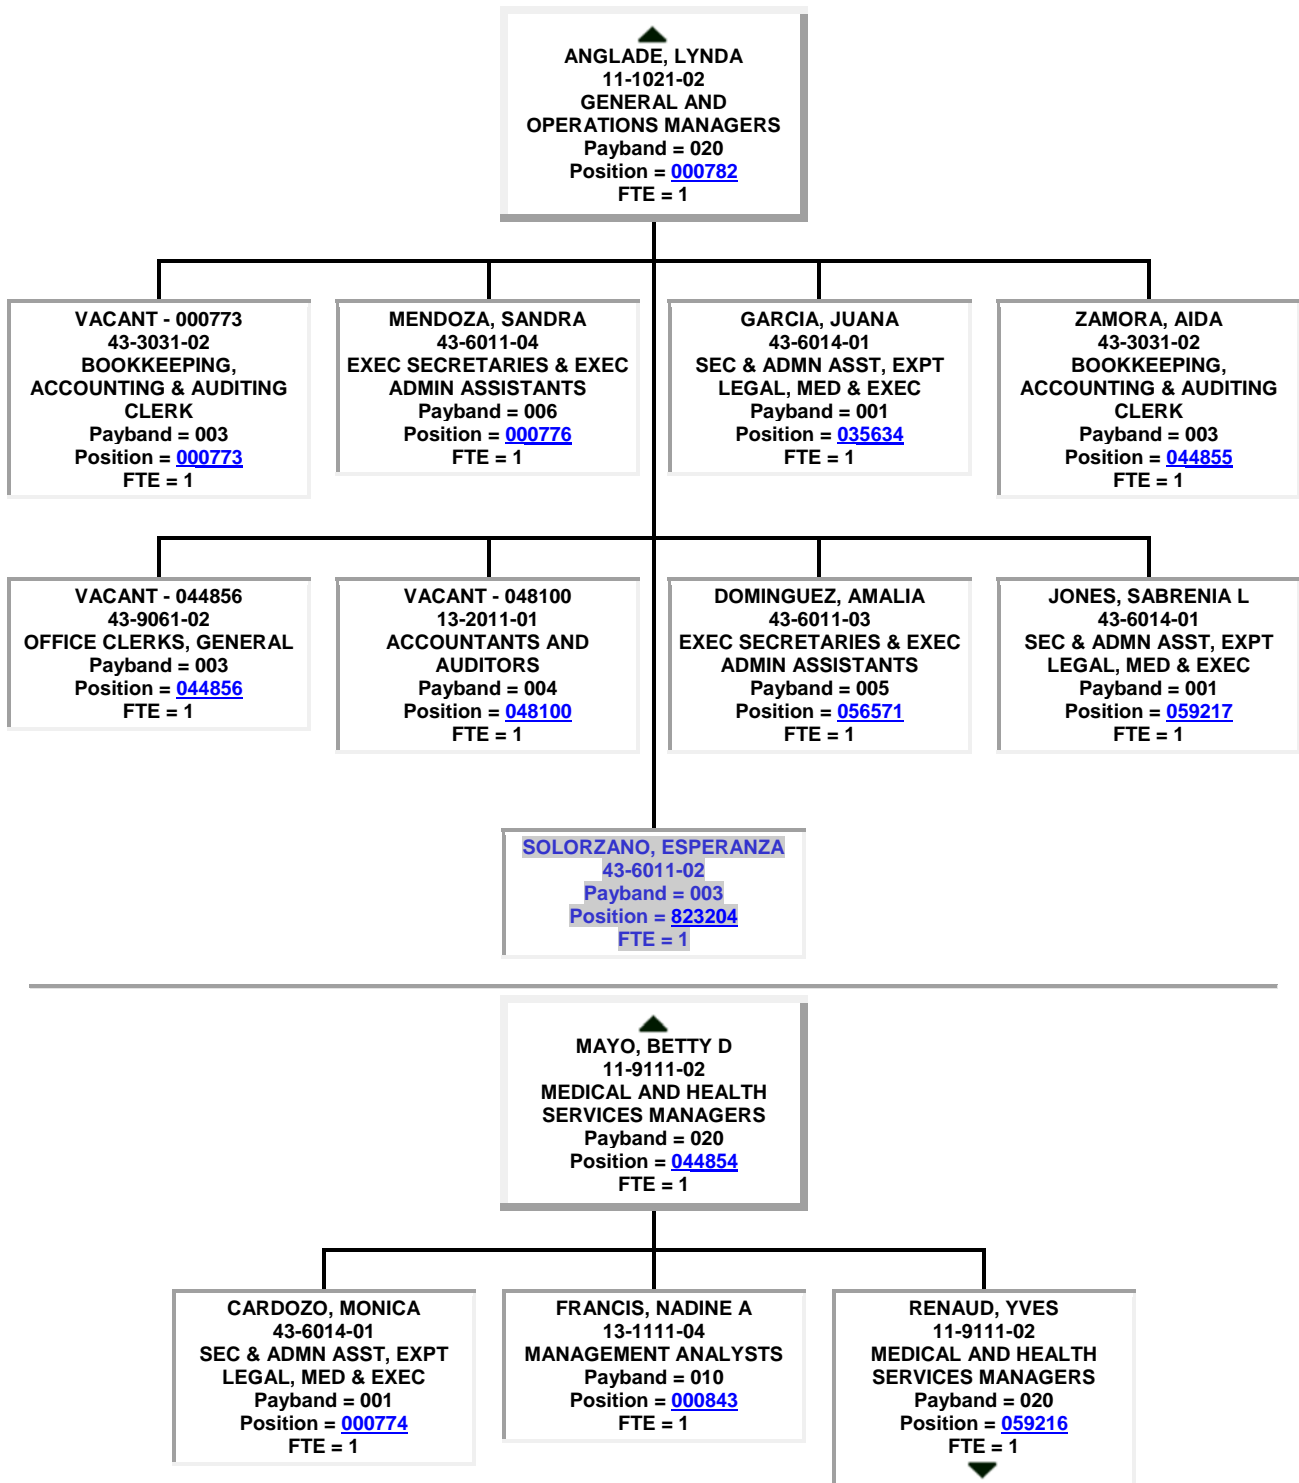 ANGLADE, LYNDA
11-1021-02
GENERAL AND
OPERATIONS MANAGERS
Payband = 020
Position = 000782
FTE = 1
VACANT - 000773
43-3031-02
BOOKKEEPING,
ACCOUNTING & AUDITING
CLERK
Payband = 003
Position = 000773
FTE = 1
MENDOZA, SANDRA
43-6011-04
EXEC SECRETARIES & EXEC
ADMIN ASSISTANTS
Payband = 006
Position = 000776
FTE = 1
GARCIA, JUANA
43-6014-01
SEC & ADMN ASST, EXPT
LEGAL, MED & EXEC
Payband = 001
Position = 035634
FTE = 1
ZAMORA, AIDA
43-3031-02
BOOKKEEPING,
ACCOUNTING & AUDITING
CLERK
Payband = 003
Position = 044855
FTE = 1
VACANT - 044856
43-9061-02
OFFICE CLERKS, GENERAL
Payband = 003
Position = 044856
FTE = 1
VACANT - 048100
13-2011-01
ACCOUNTANTS AND
AUDITORS
Payband = 004
Position = 048100
FTE = 1
DOMINGUEZ, AMALIA
43-6011-03
EXEC SECRETARIES & EXEC
ADMIN ASSISTANTS
Payband = 005
Position = 056571
FTE = 1
JONES, SABRENIA L
43-6014-01
SEC & ADMN ASST, EXPT
LEGAL, MED & EXEC
Payband = 001
Position = 059217
FTE = 1
SOLORZANO, ESPERANZA
43-6011-02
Payband = 003
Position = 823204
FTE = 1
MAYO, BETTY D
11-9111-02
MEDICAL AND HEALTH
SERVICES MANAGERS
Payband = 020
Position = 044854
FTE = 1
CARDOZO, MONICA
43-6014-01
SEC & ADMN ASST, EXPT
LEGAL, MED & EXEC
Payband = 001
Position = 000774
FTE = 1
FRANCIS, NADINE A
13-1111-04
MANAGEMENT ANALYSTS
Payband = 010
Position = 000843
FTE = 1
RENAUD, YVES
11-9111-02
MEDICAL AND HEALTH
SERVICES MANAGERS
Payband = 020
Position = 059216
FTE = 1